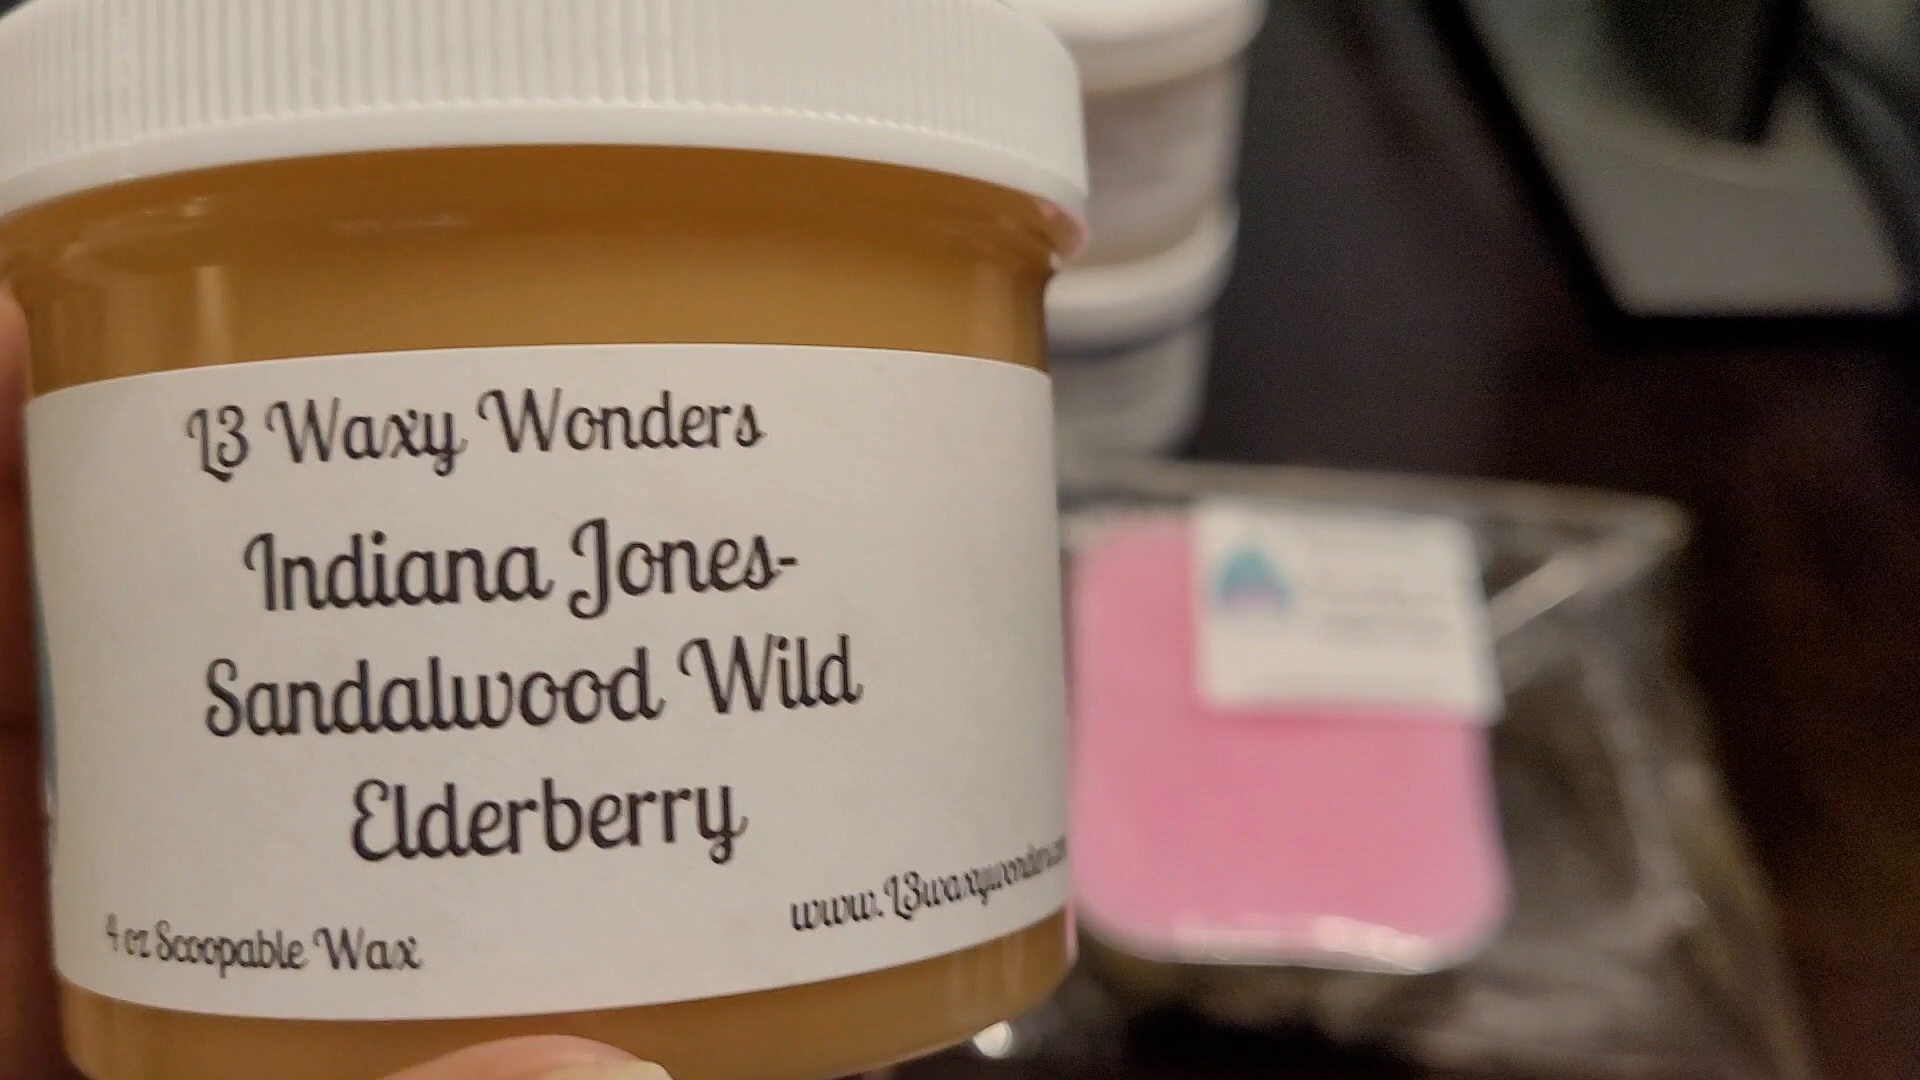 L3 Waxy Wonders
Indiana Jones-
Sandalwood Wild
Elderberry
4 oz Scoopable Wax